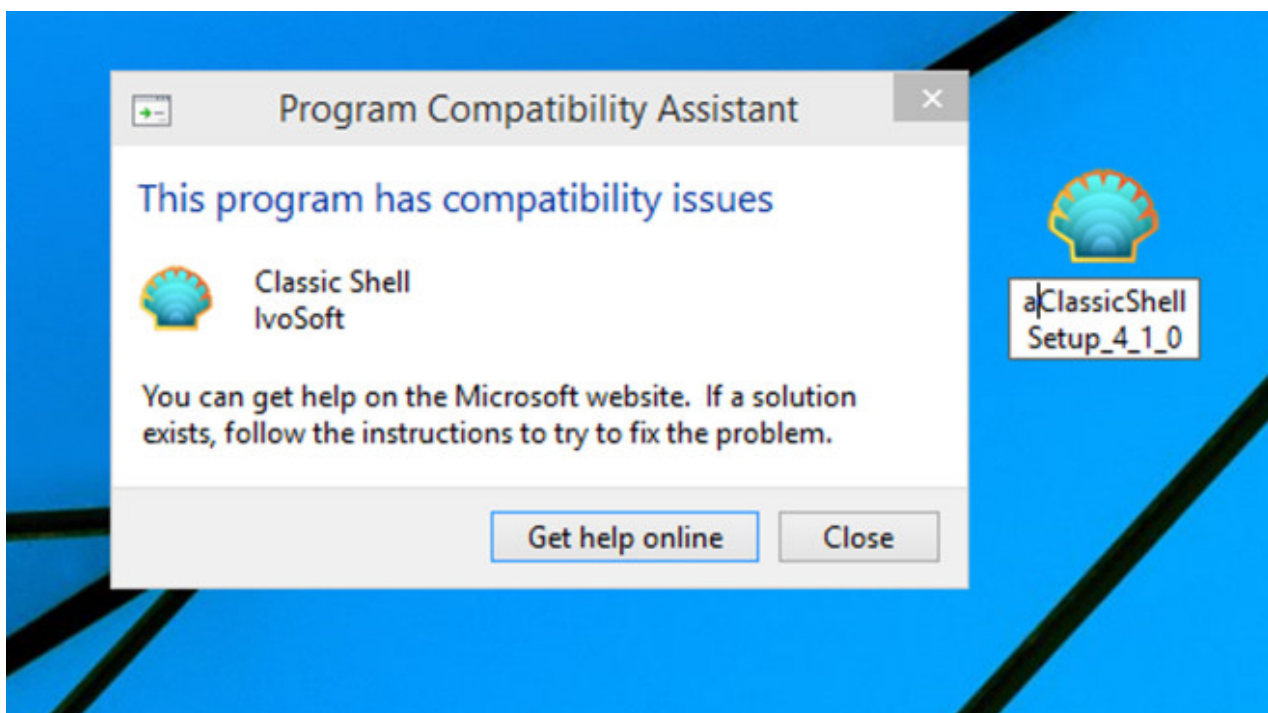 Program Compatibility Assistant
This program has compatibility issues
Classic Shell
IvoSoft
You can get help on the Microsoft website. If a solution
exists, follow the instructions to try to fix the problem.
Get help online
Close
aClassicShell
Setup_4_1_0